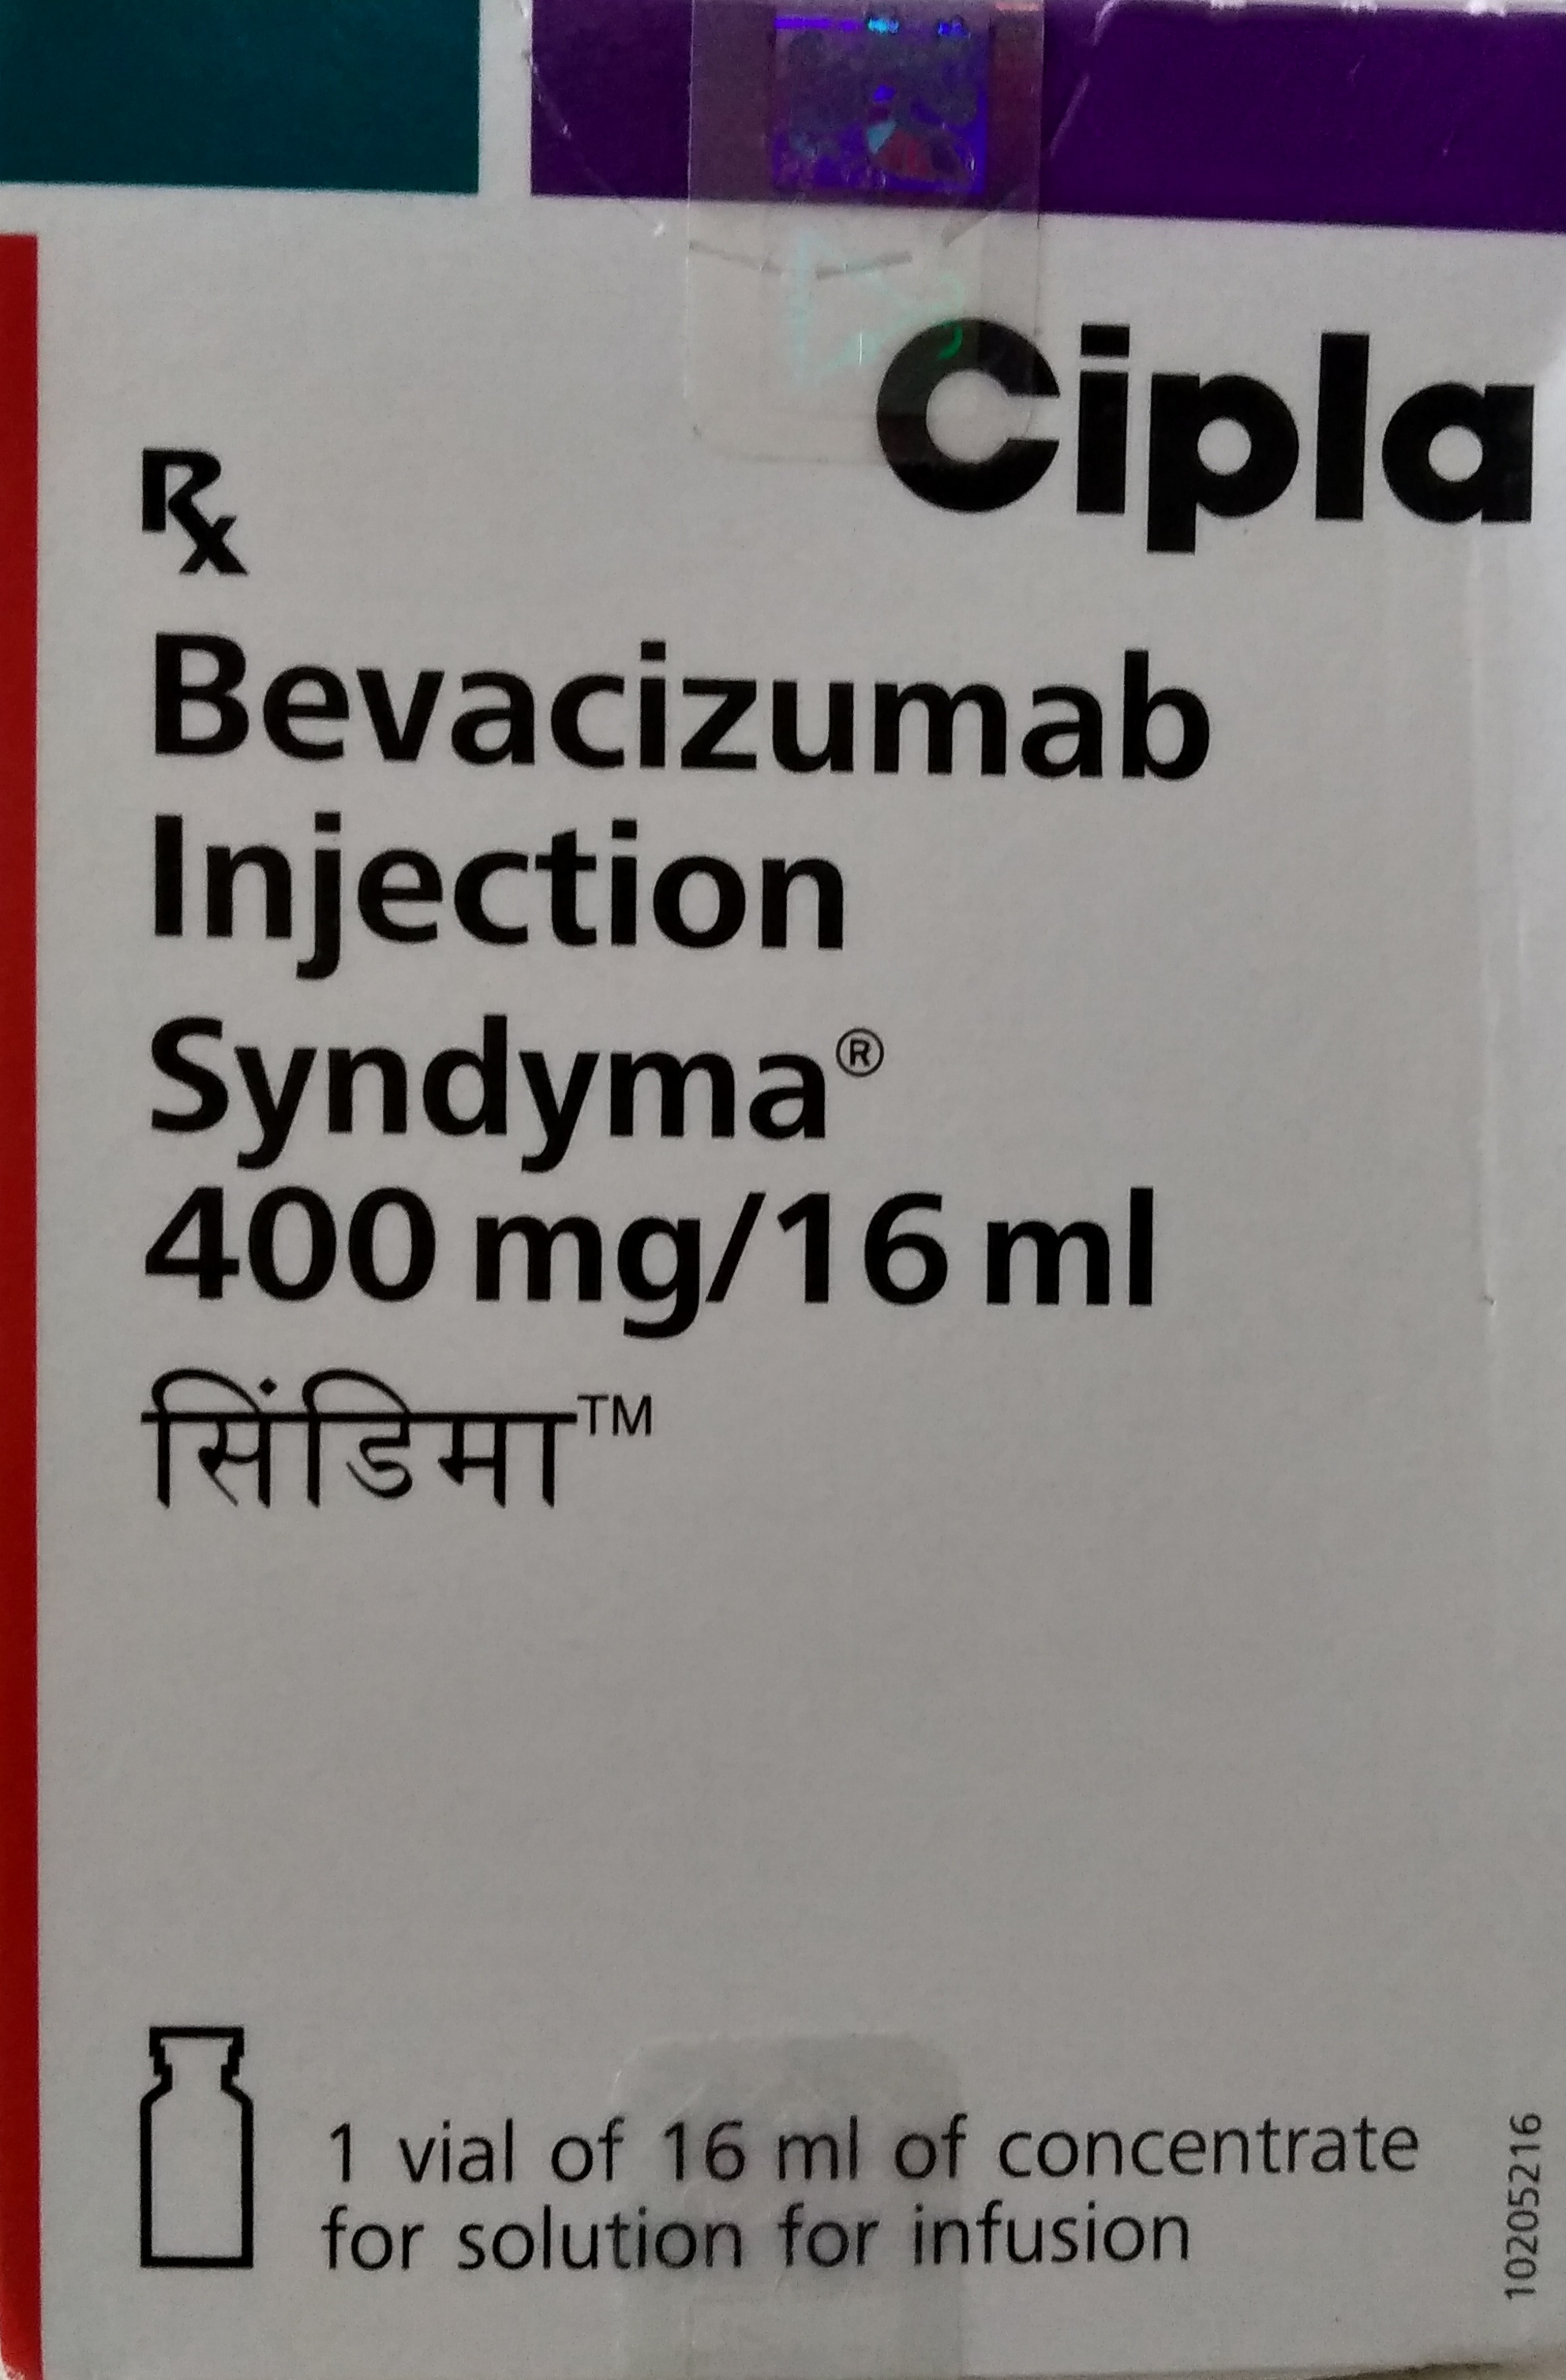 Cipla
Rx
Bevacizumab
Injection
Syndyma®
400 mg/16 ml
सिंडिमा™
1 vial of 16 ml of concentrate
for solution for infusion
10205216